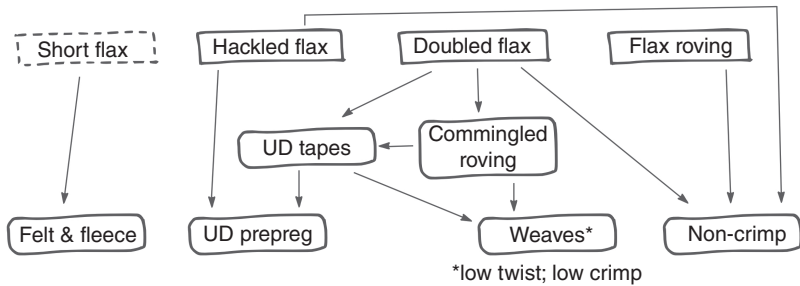 Short flax
Hackled flax
Doubled flax
Flax roving
UD tapes
Commingled
roving
Felt & fleece
UD prepreg
Weaves*
Non-crimp
*low twist; low crimp